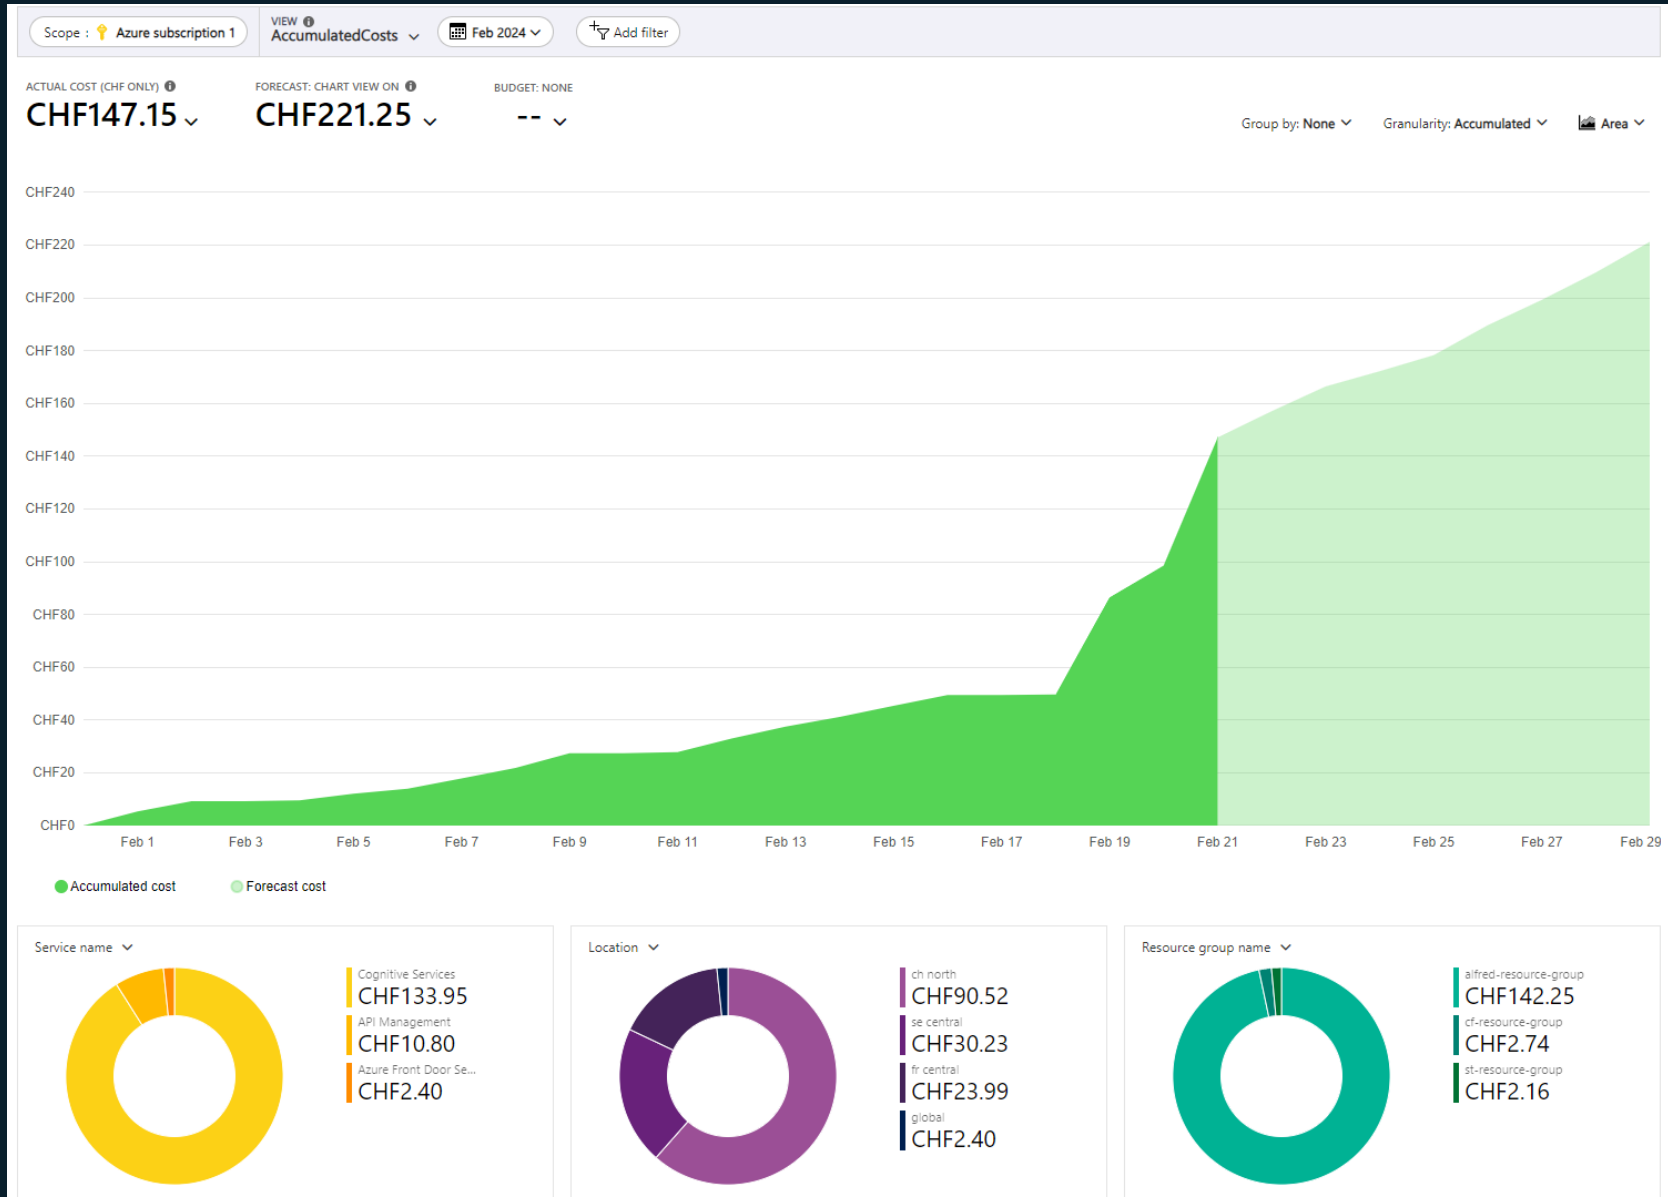 Scope : Azure subscription 1
VIEW
AccumulatedCosts
Feb 2024
Add filter
ACTUAL COST (CHF ONLY)
CHF147.15
FORECAST: CHART VIEW ON
CHF221.25
BUDGET: NONE
--
Group by: None
Granularity: Accumulated
Area
CHF240
CHF220
CHF200
CHF180
CHF160
CHF140
CHF120
CHF100
CHF80
CHF60
CHF40
CHF20
CHF0
Feb 1 Feb 3 Feb 5 Feb 7 Feb 9 Feb 11 Feb 13 Feb 15 Feb 17 Feb 19 Feb 21 Feb 23 Feb 25 Feb 27 Feb 29
Accumulated cost Forecast cost
Service name
Cognitive Services
CHF133.95
API Management
CHF10.80
Azure Front Door Se...
CHF2.40
Location
ch north
CHF90.52
se central
CHF30.23
fr central
CHF23.99
global
CHF2.40
Resource group name
alfred-resource-group
CHF142.25
cf-resource-group
CHF2.74
st-resource-group
CHF2.16